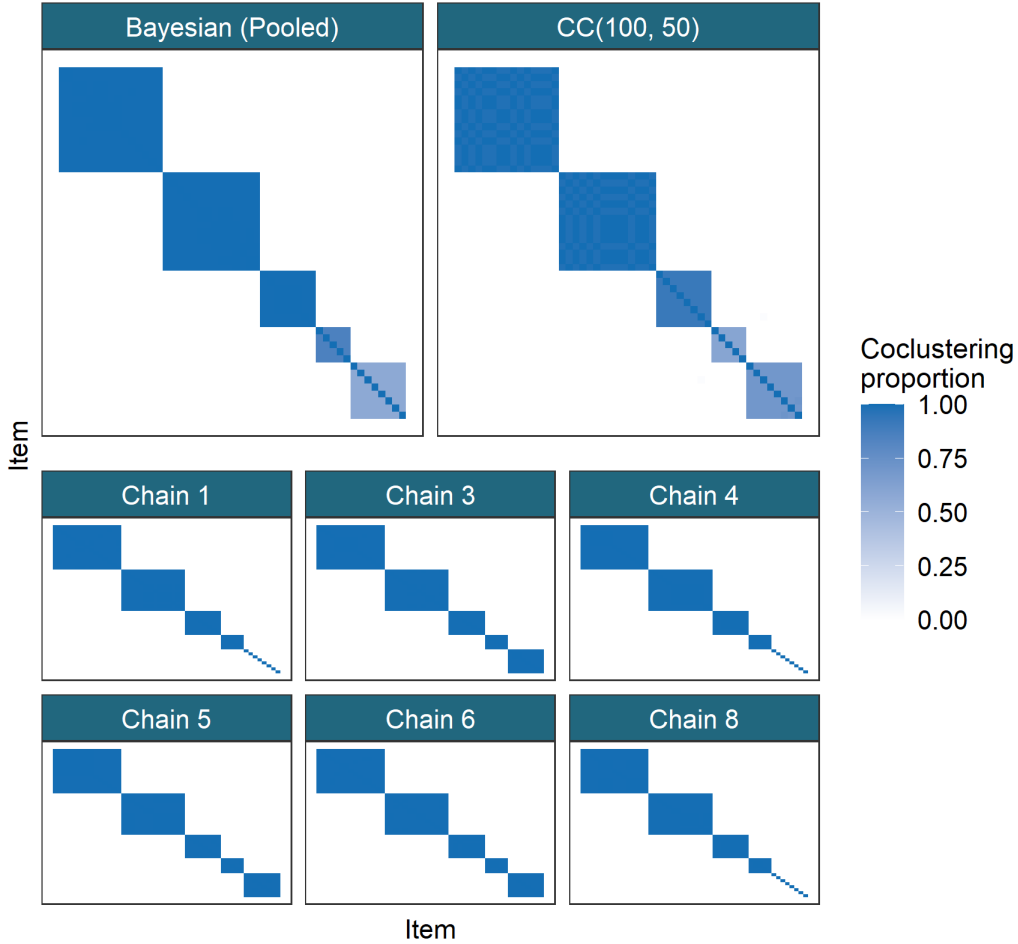 Bayesian (Pooled)
CC(100, 50)
Item
Coclustering
proportion
1.00
0.75
0.50
0.25
0.00
Chain 1
Chain 3
Chain 4
Chain 5
Chain 6
Chain 8
Item